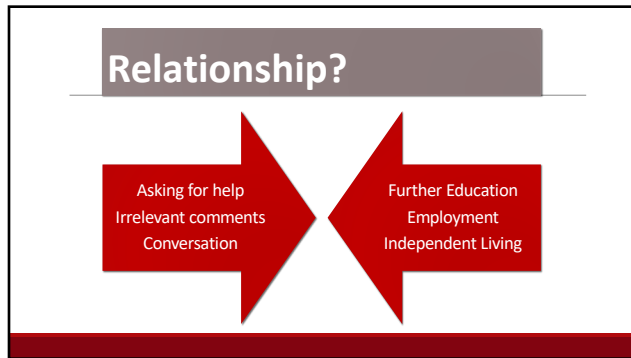 Relationship?
Asking for help
Irrelevant comments
Conversation
Further Education
Employment
Independent Living